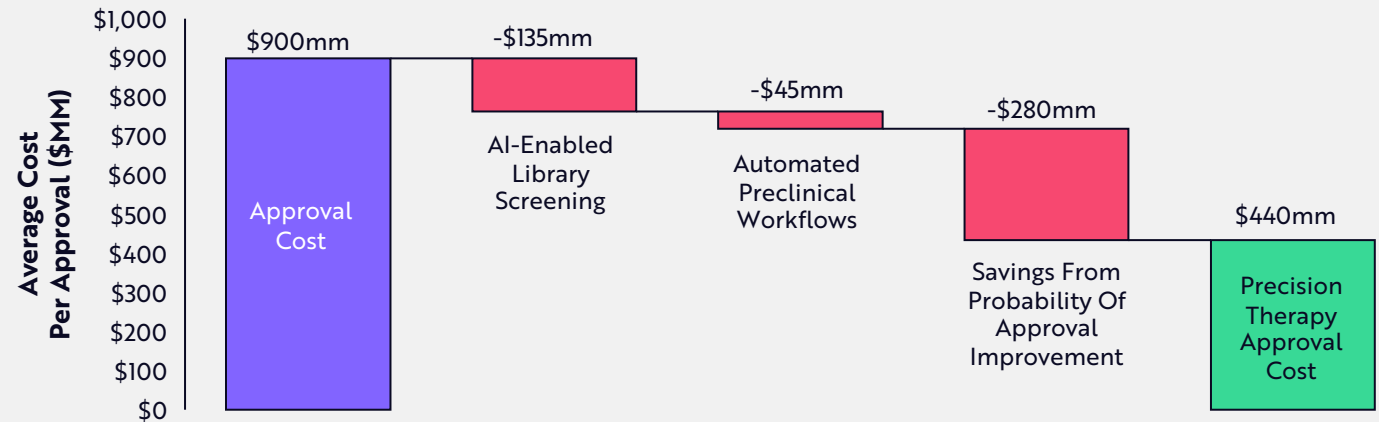 Average Cost
Per Approval ($MM)
$1,000
$900
$800
$700
$600
$500
$400
$300
$200
$100
$0
$900mm
Approval
Cost
-$135mm
AI-Enabled
Library
Screening
-$45mm
Automated
Preclinical
Workflows
-$280mm
Savings From
Probability Of
Approval
Improvement
$440mm
Precision
Therapy
Approval
Cost